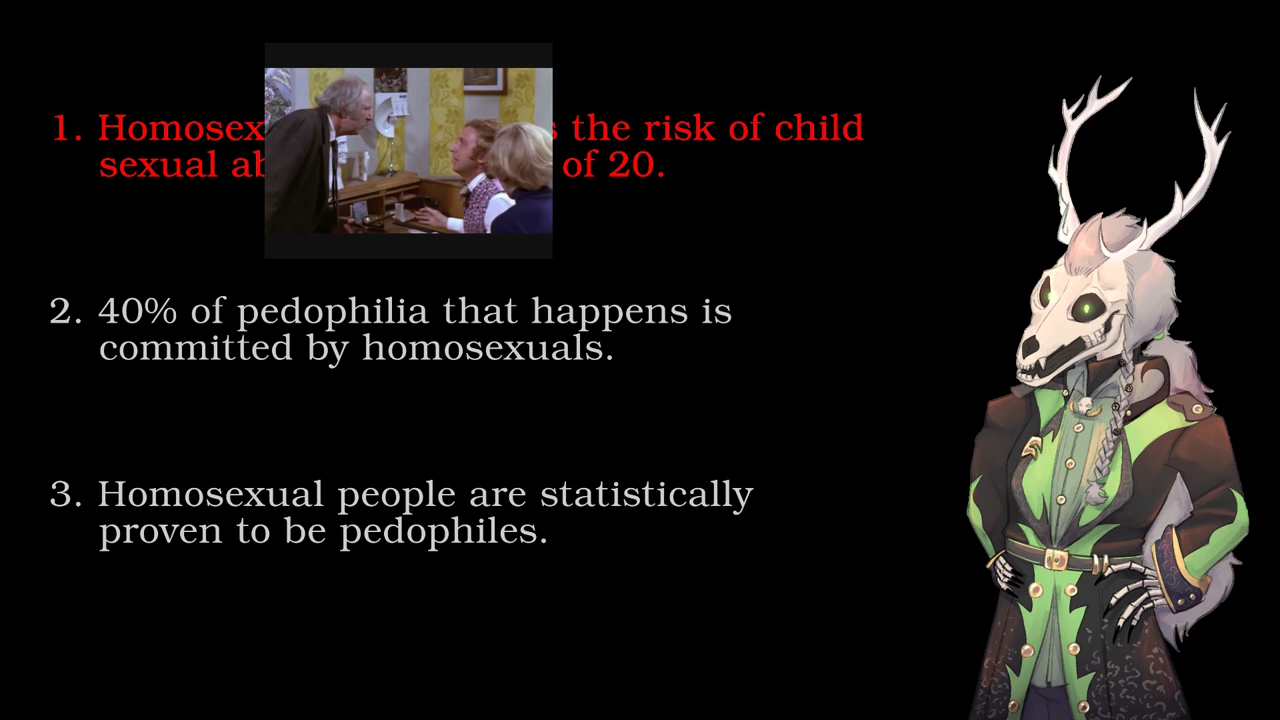 1. Homosex the risk of child
sexual ab of 20.
2. 40% of pedophilia that happens is
committed by homosexuals.
3. Homosexual people are statistically
proven to be pedophiles.